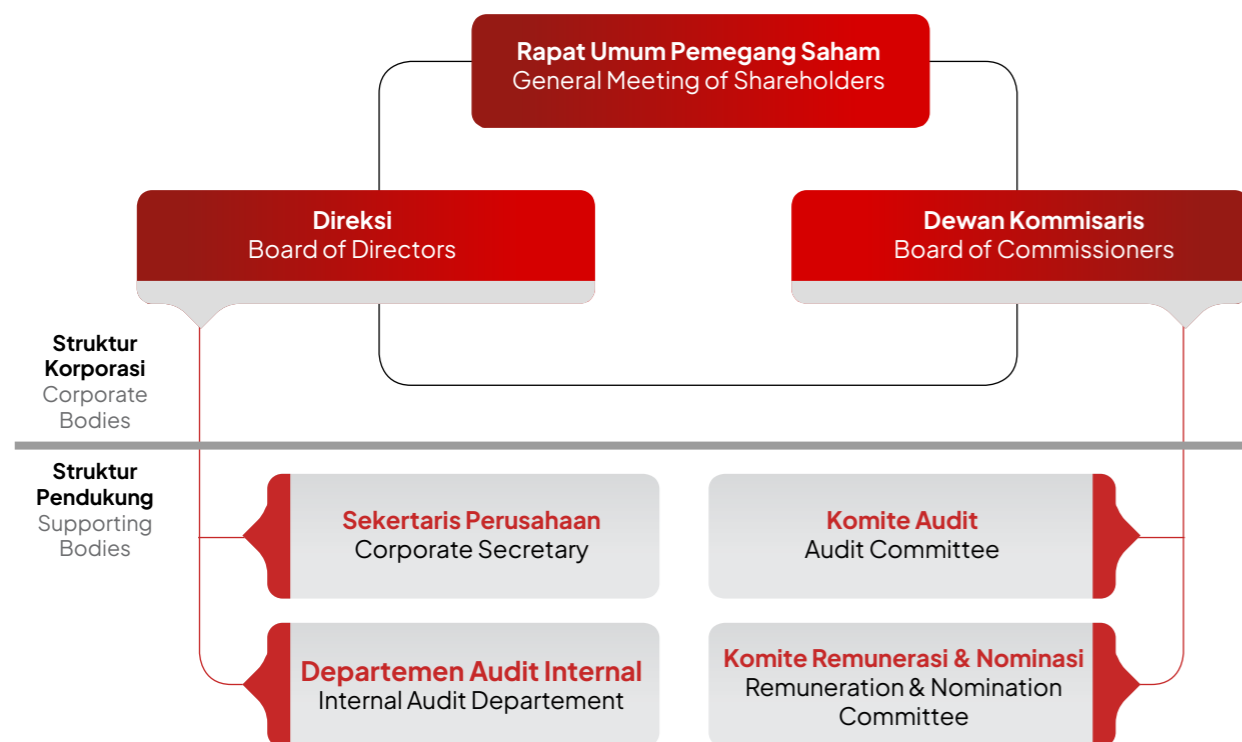 Rapat Umum Pemegang Saham
General Meeting of Shareholders
Direksi
Board of Directors
Dewan Kommisaris
Board of Commissioners
Struktur
Korporasi
Corporate
Bodies
Struktur
Pendukung
Supporting
Bodies
Sekertaris Perusahaan
Corporate Secretary
Komite Audit
Audit Committee
Departemen Audit Internal
Internal Audit Departement
Komite Remunerasi & Nominasi
Remuneration & Nomination
Committee